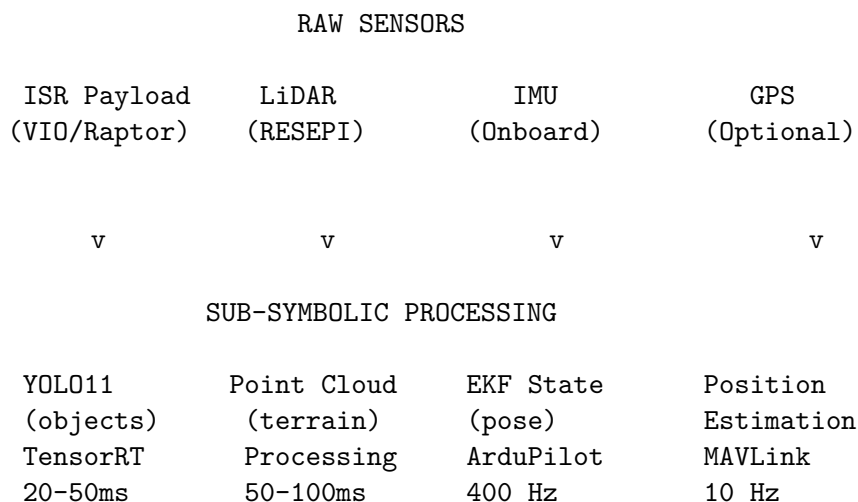 RAW SENSORS
ISR Payload LiDAR IMU GPS
(VIO/Raptor) (RESEPI) (Onboard) (Optional)
v v v v
SUB-SYMBOLIC PROCESSING
YOLO11 Point Cloud EKF State Position
(objects) (terrain) (pose) Estimation
TensorRT Processing ArduPilot MAVLink
20-50ms 50-100ms 400 Hz 10 Hz